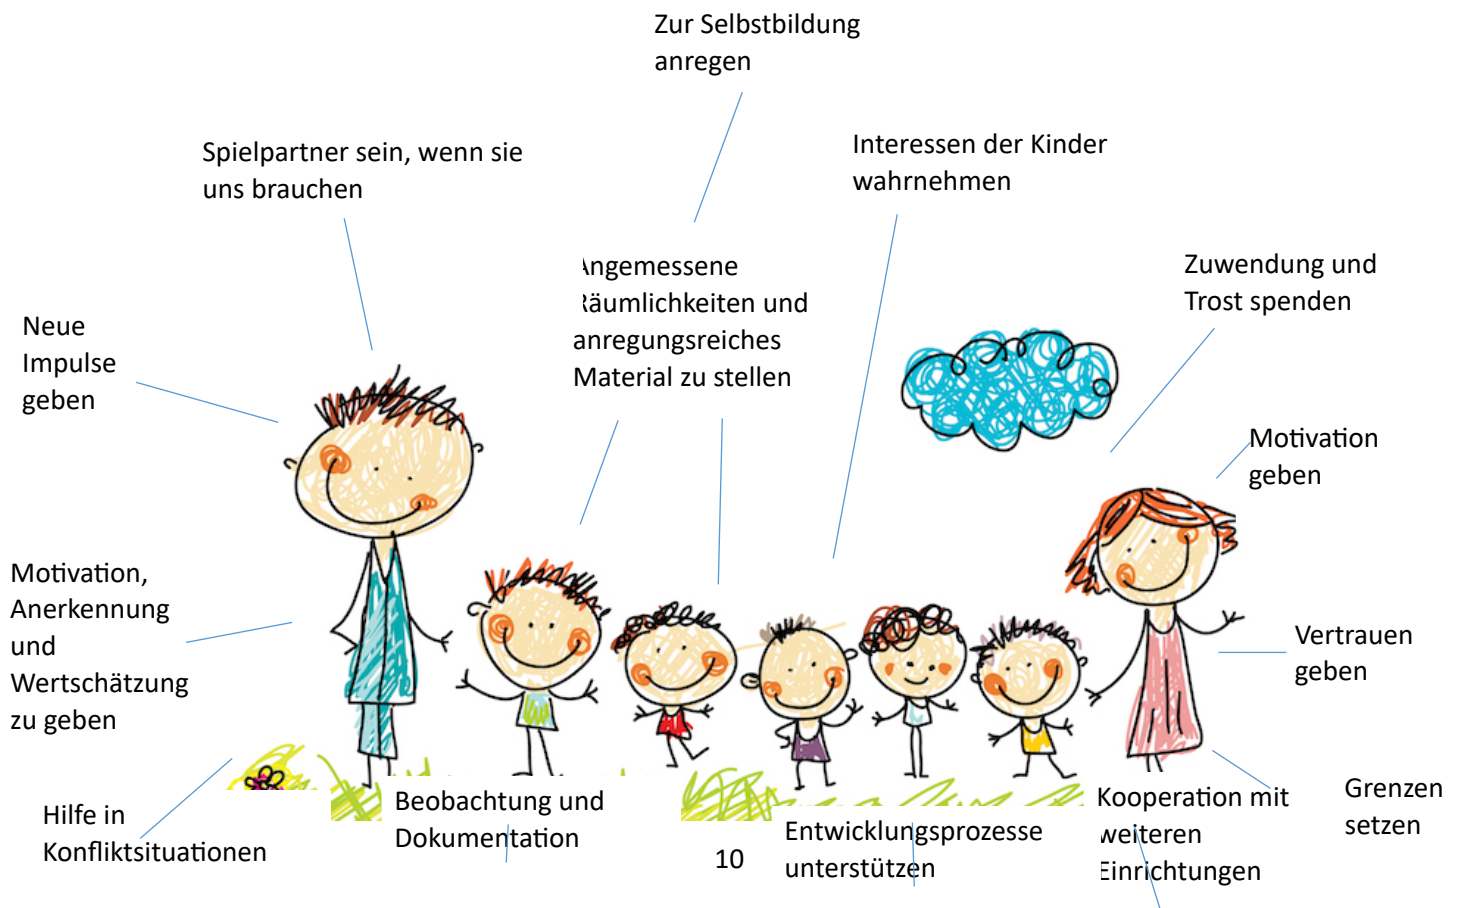 Zur Selbstbildung
anregen
Spielpartner sein, wenn sie
uns brauchen
Interessen der Kinder
wahrnehmen
Angemessene
Räumlichkeiten und
anregungsreiches
Material zu stellen
Zuwendung und
Trost spenden
Neue
Impulse
geben
Motivation
geben
Motivation,
Anerkennung
und
Wertschätzung
zu geben
Vertrauen
geben
Hilfe in
Konfliktsituationen
Beobachtung und
Dokumentation
Entwicklungsprozesse
unterstützen
Kooperation mit
weiteren
Einrichtungen
Grenzen
setzen
10